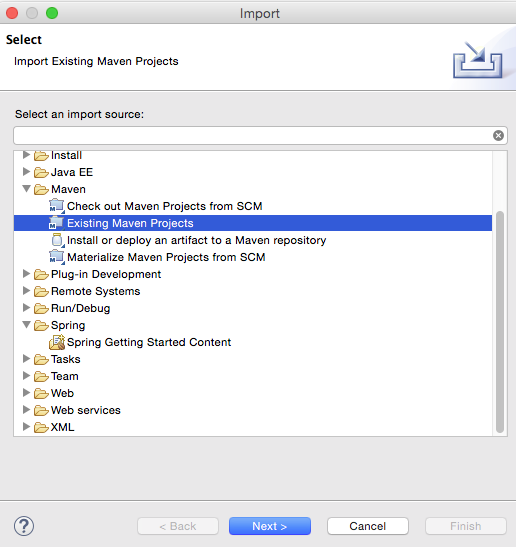 Import
Select
Import Existing Maven Projects
Select an import source:
Install
Java EE
Maven
Check out Maven Projects from SCM
Existing Maven Projects
Install or deploy an artifact to a Maven repository
Materialize Maven Projects from SCM
Plug-in Development
Remote Systems
Run/Debug
Spring
Spring Getting Started Content
Tasks
Team
Web
Web services
XML
? < Back Next > Cancel Finish